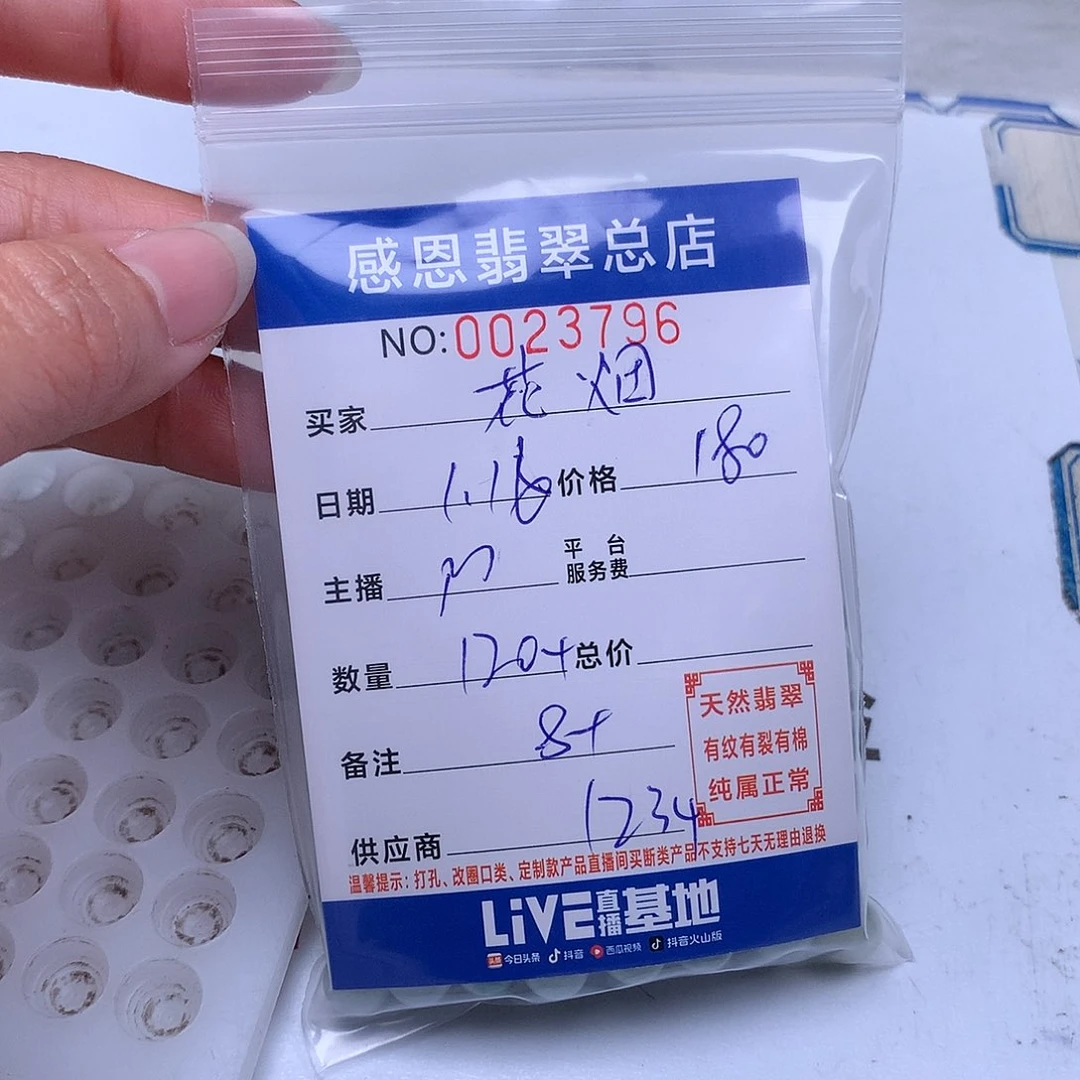 感恩翡翠总店
NO:0023796
买家 花烟
日期 1.16 价格 180
主播 M 平台服务费
数量 120+ 总价
备注 8+
供应商 1234
天然翡翠
有纹有裂有棉
纯属正常
温馨提示：打孔、改圈口类、定制款产品直播间买断类产品不支持七天无理由退换
LiVE直播基地
头条 今日头条 抖音 西瓜视频 抖音火山版